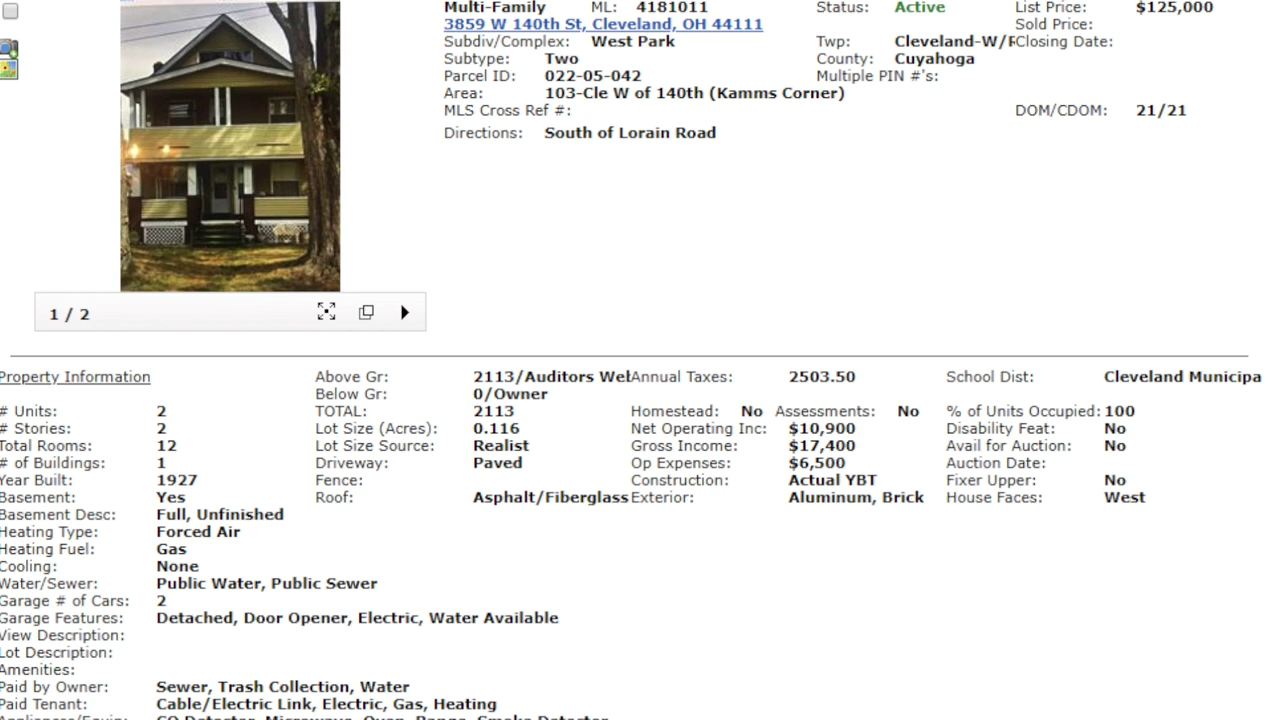 Multi-Family ML: 4181011 Status: Active List Price: $125,000
3859 W 140th St, Cleveland, OH 44111 Sold Price:
Subdiv/Complex: West Park Twp: Cleveland-W/F Closing Date:
Subtype: Two County: Cuyahoga
Parcel ID: 022-05-042 Multiple PIN #'s:
Area: 103-Cle W of 140th (Kamms Corner)
MLS Cross Ref #: DOM/CDOM: 21/21
Directions: South of Lorain Road
1 / 2
Property Information Above Gr: 2113/Auditors Wel Annual Taxes: 2503.50 School Dist: Cleveland Municipa
Below Gr: 0/Owner
# Units: 2 TOTAL: 2113 Homestead: No Assessments: No % of Units Occupied: 100
# Stories: 2 Lot Size (Acres): 0.116 Net Operating Inc: $10,900 Disability Feat: No
Total Rooms: 12 Lot Size Source: Realist Gross Income: $17,400 Avail for Auction: No
# of Buildings: 1 Driveway: Paved Op Expenses: $6,500 Auction Date:
Year Built: 1927 Fence: Construction: Actual YBT Fixer Upper: No
Basement: Yes Roof: Asphalt/Fiberglass Exterior: Aluminum, Brick House Faces: West
Basement Desc: Full, Unfinished
Heating Type: Forced Air
Heating Fuel: Gas
Cooling: None
Water/Sewer: Public Water, Public Sewer
Garage # of Cars: 2
Garage Features: Detached, Door Opener, Electric, Water Available
View Description:
Lot Description:
Amenities:
Paid by Owner: Sewer, Trash Collection, Water
Paid Tenant: Cable/Electric Link, Electric, Gas, Heating
Appliances/Equip: CO Detector, Microwave, Oven, Range, Smoke Detector